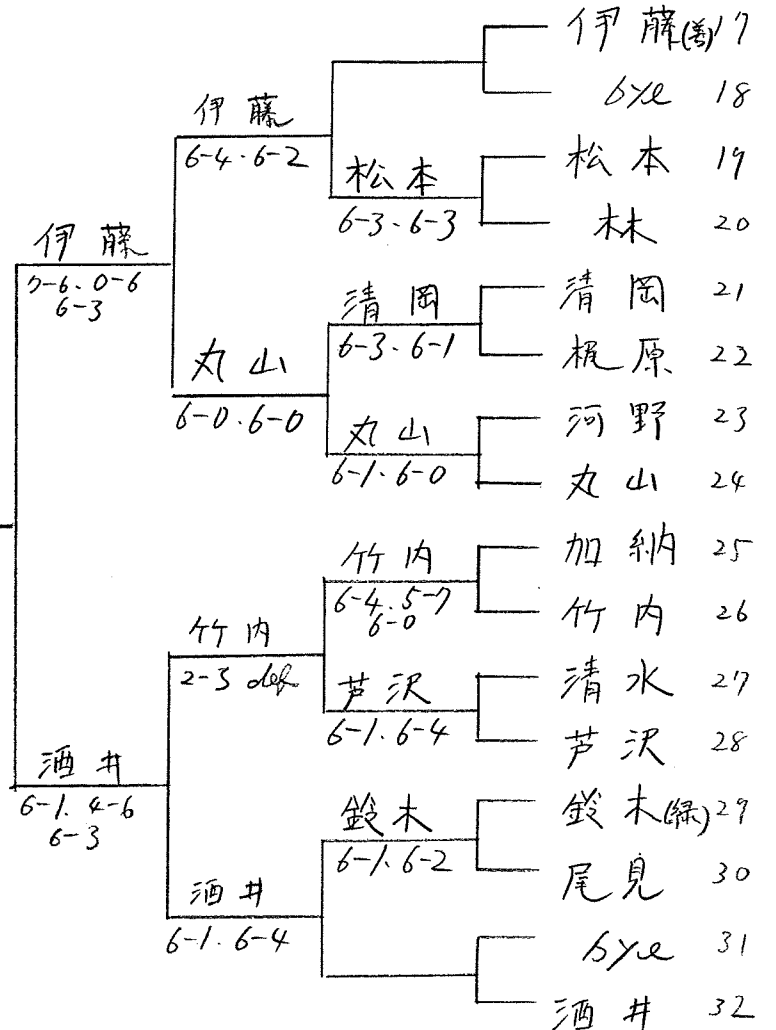 伊藤(善) 17
bye 18
伊藤
6-4・6-2
松本 19
松本
6-3・6-3
林 20
伊藤
7-6、0-6
6-3
清岡 21
清岡
6-3・6-1
梶原 22
丸山
6-0・6-0
河野 23
丸山
6-1・6-0
丸山 24
加納 25
竹内
6-4、5-7
6-0
竹内 26
竹内
2-3 def
清水 27
芦沢
6-1、6-4
芦沢 28
酒井
6-1、4-6
6-3
鈴木(緑) 29
鈴木
6-1、6-2
尾見 30
酒井
6-1、6-4
bye 31
酒井 32